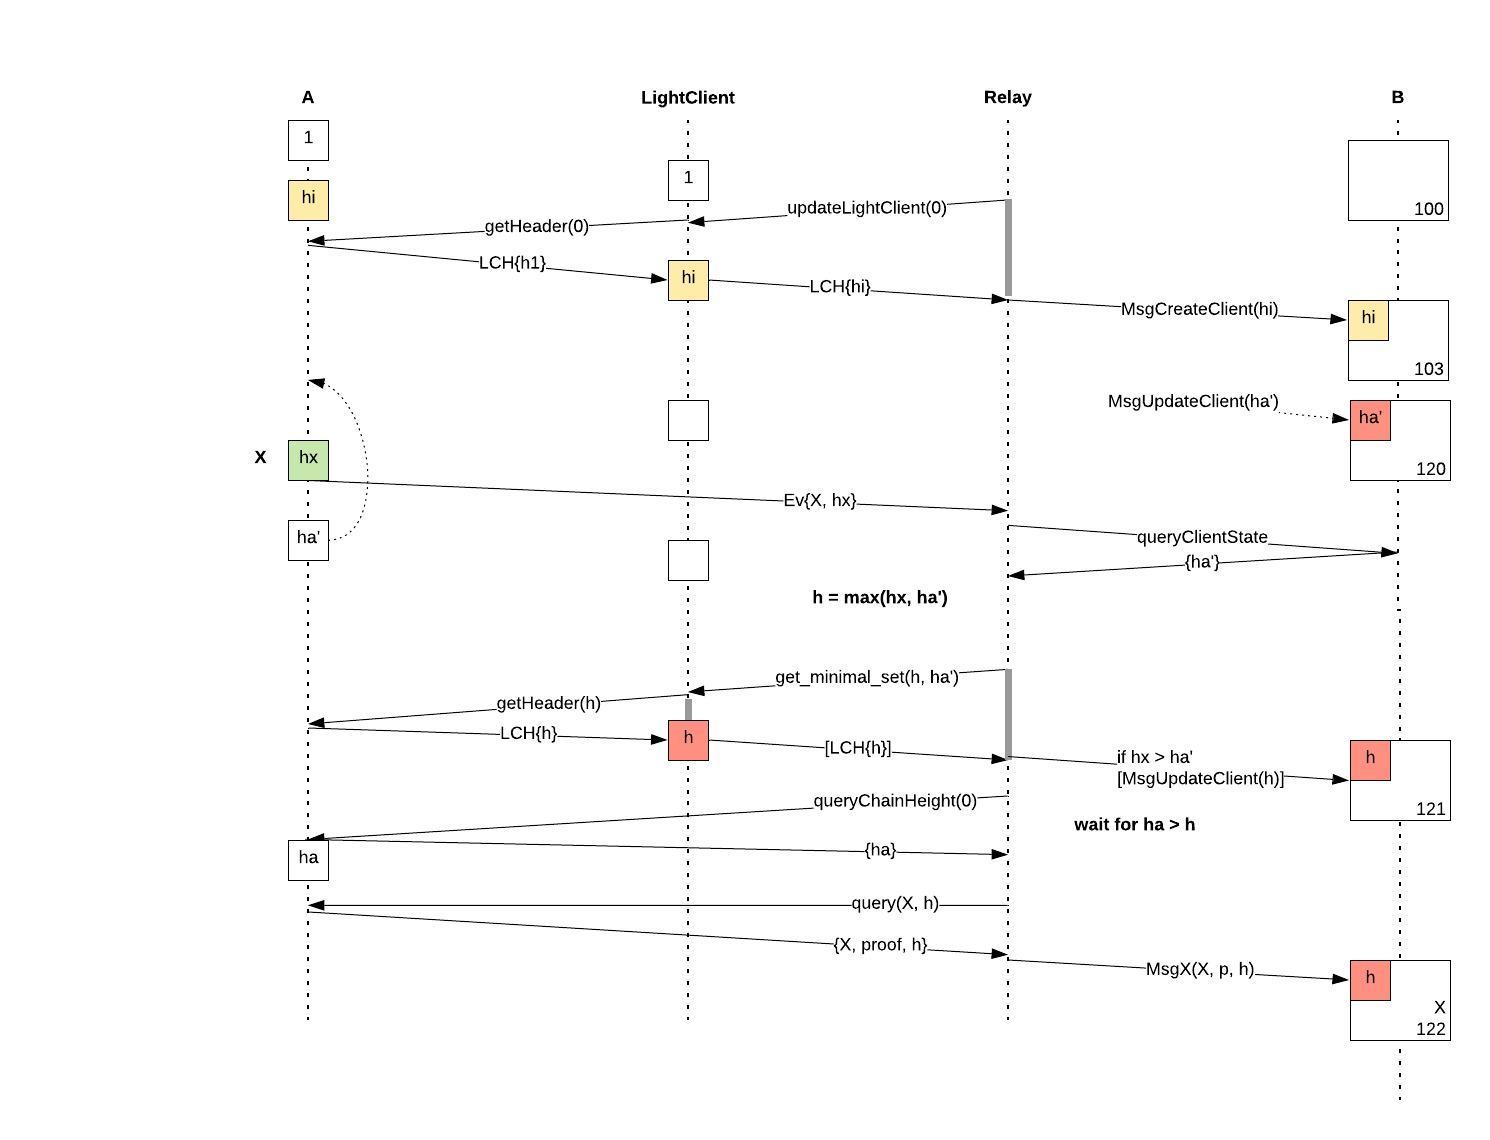 A
LightClient
Relay
B
1
hi
1
updateLightClient(0)
100
getHeader(0)
LCH{h1}
hi
LCH{hi}
MsgCreateClient(hi)
hi
103
MsgUpdateClient(ha')
ha'
120
X
hx
Ev{X, hx}
ha'
queryClientState
{ha'}
h = max(hx, ha')
get_minimal_set(h, ha')
getHeader(h)
LCH{h}
h
[LCH{h}]
if hx > ha'
[MsgUpdateClient(h)]
h
121
queryChainHeight(0)
wait for ha > h
ha
{ha}
query(X, h)
{X, proof, h}
MsgX(X, p, h)
h
X
122